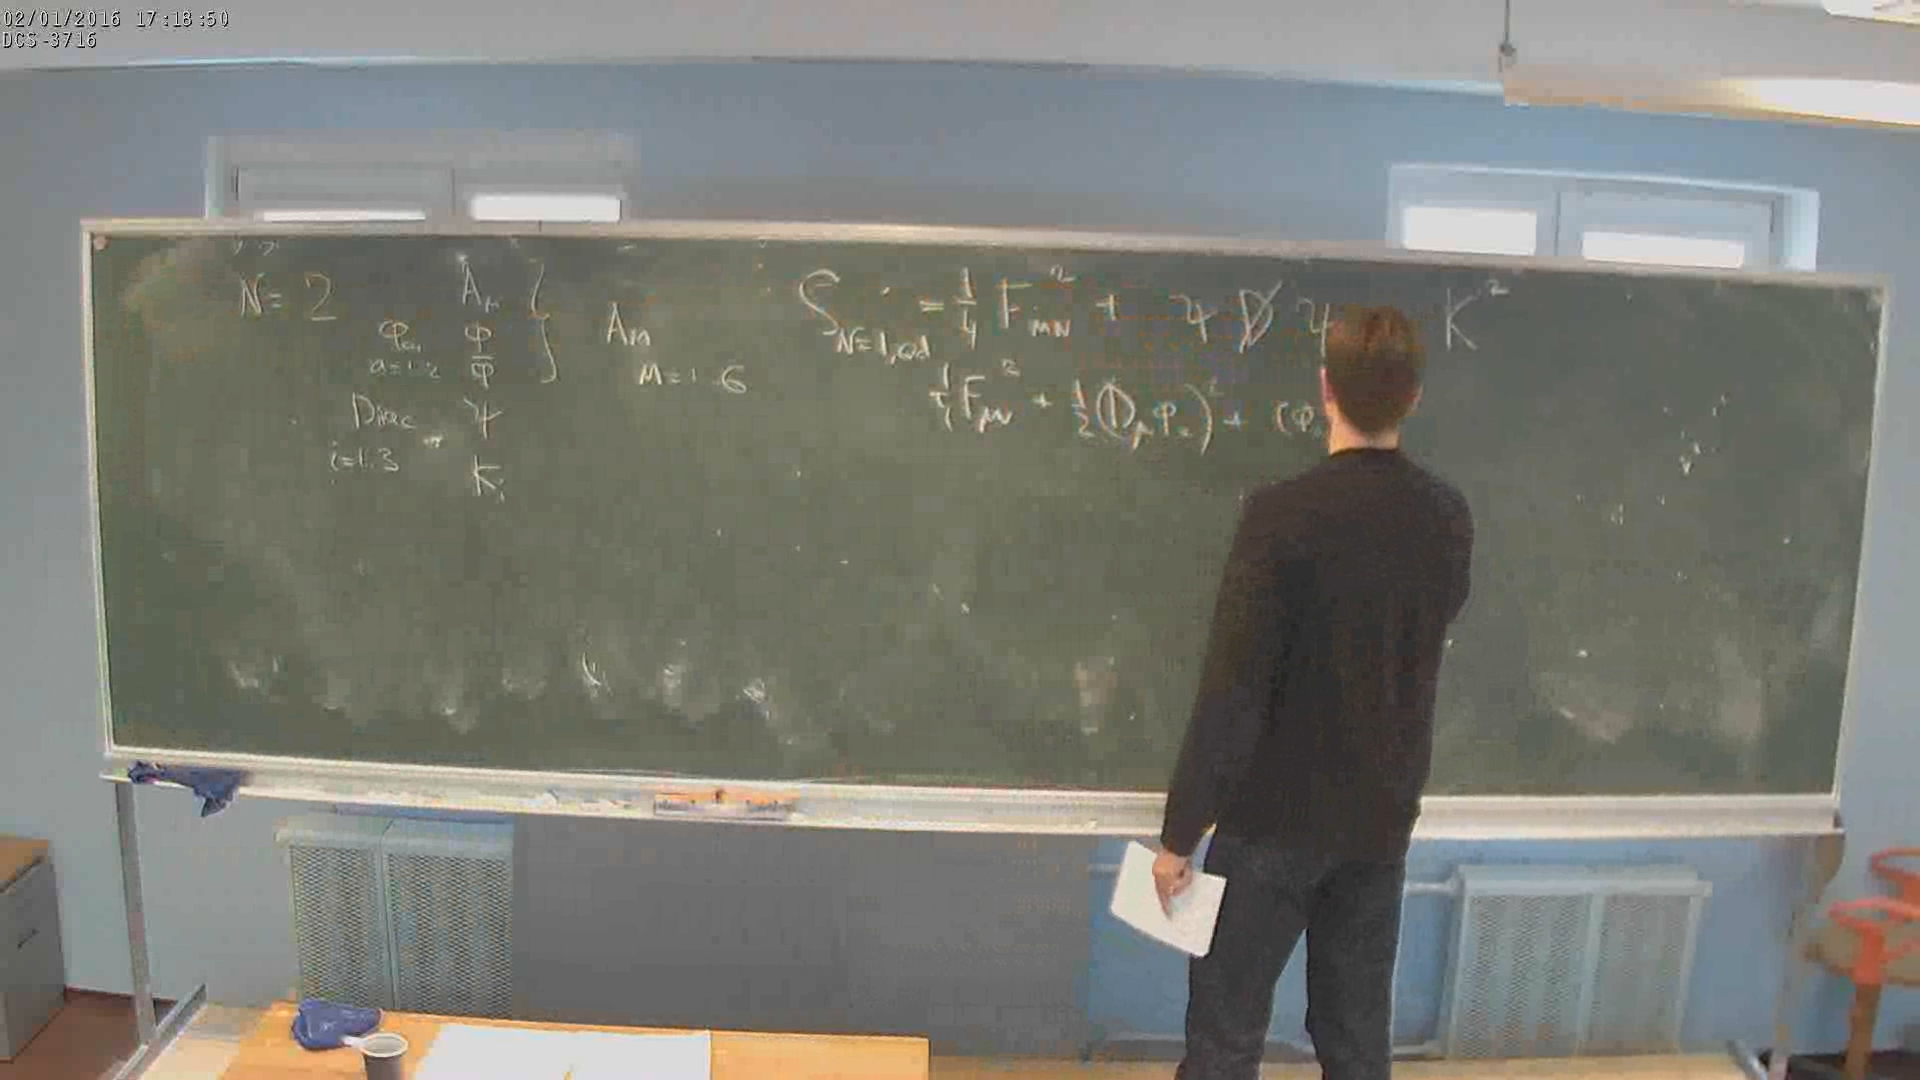 02/01/2016 17:18:50
DCS-3716
N = 2
A_μ
φ_a
a=1,2
Φ
Φ̅
A_M
M = 1..6
Dirac ψ
i=1..3
K_i
S_{N=1,6d} = 1/4 F_{MN}^2 + ψ D̸ ψ K^2
1/4 F_{μν}^2 + 1/2 (D_μ φ_a)^2 + [φ